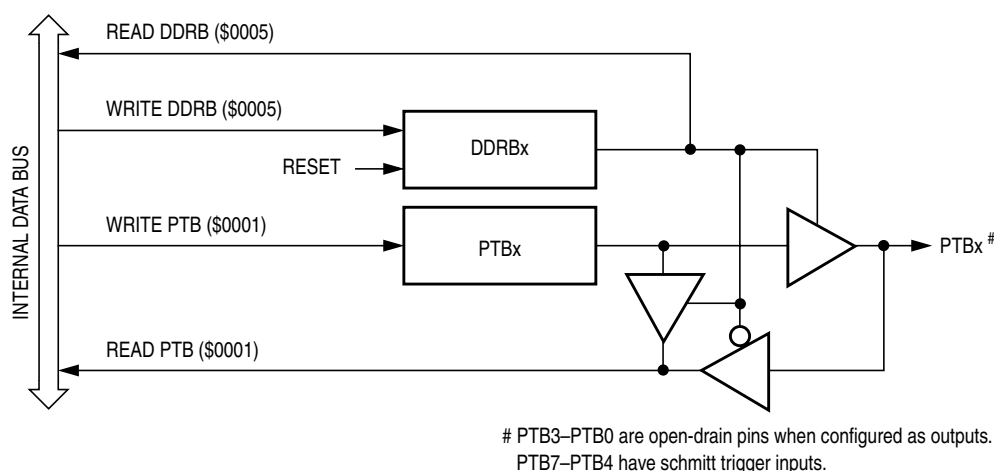 READ DDRB ($0005)
WRITE DDRB ($0005)
DDRBx
RESET
INTERNAL DATA BUS
WRITE PTB ($0001)
PTBx
PTBx #
READ PTB ($0001)
# PTB3–PTB0 are open-drain pins when configured as outputs.
PTB7–PTB4 have schmitt trigger inputs.